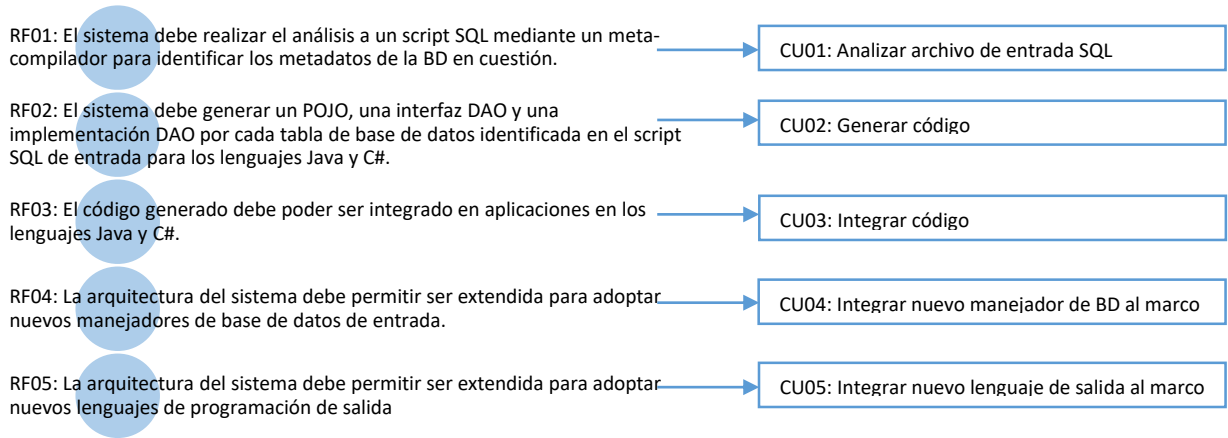 RF01: El sistema debe realizar el análisis a un script SQL mediante un meta-
compilador para identificar los metadatos de la BD en cuestión.
CU01: Analizar archivo de entrada SQL
RF02: El sistema debe generar un POJO, una interfaz DAO y una
implementación DAO por cada tabla de base de datos identificada en el script
SQL de entrada para los lenguajes Java y C#.
CU02: Generar código
RF03: El código generado debe poder ser integrado en aplicaciones en los
lenguajes Java y C#.
CU03: Integrar código
RF04: La arquitectura del sistema debe permitir ser extendida para adoptar
nuevos manejadores de base de datos de entrada.
CU04: Integrar nuevo manejador de BD al marco
RF05: La arquitectura del sistema debe permitir ser extendida para adoptar
nuevos lenguajes de programación de salida
CU05: Integrar nuevo lenguaje de salida al marco